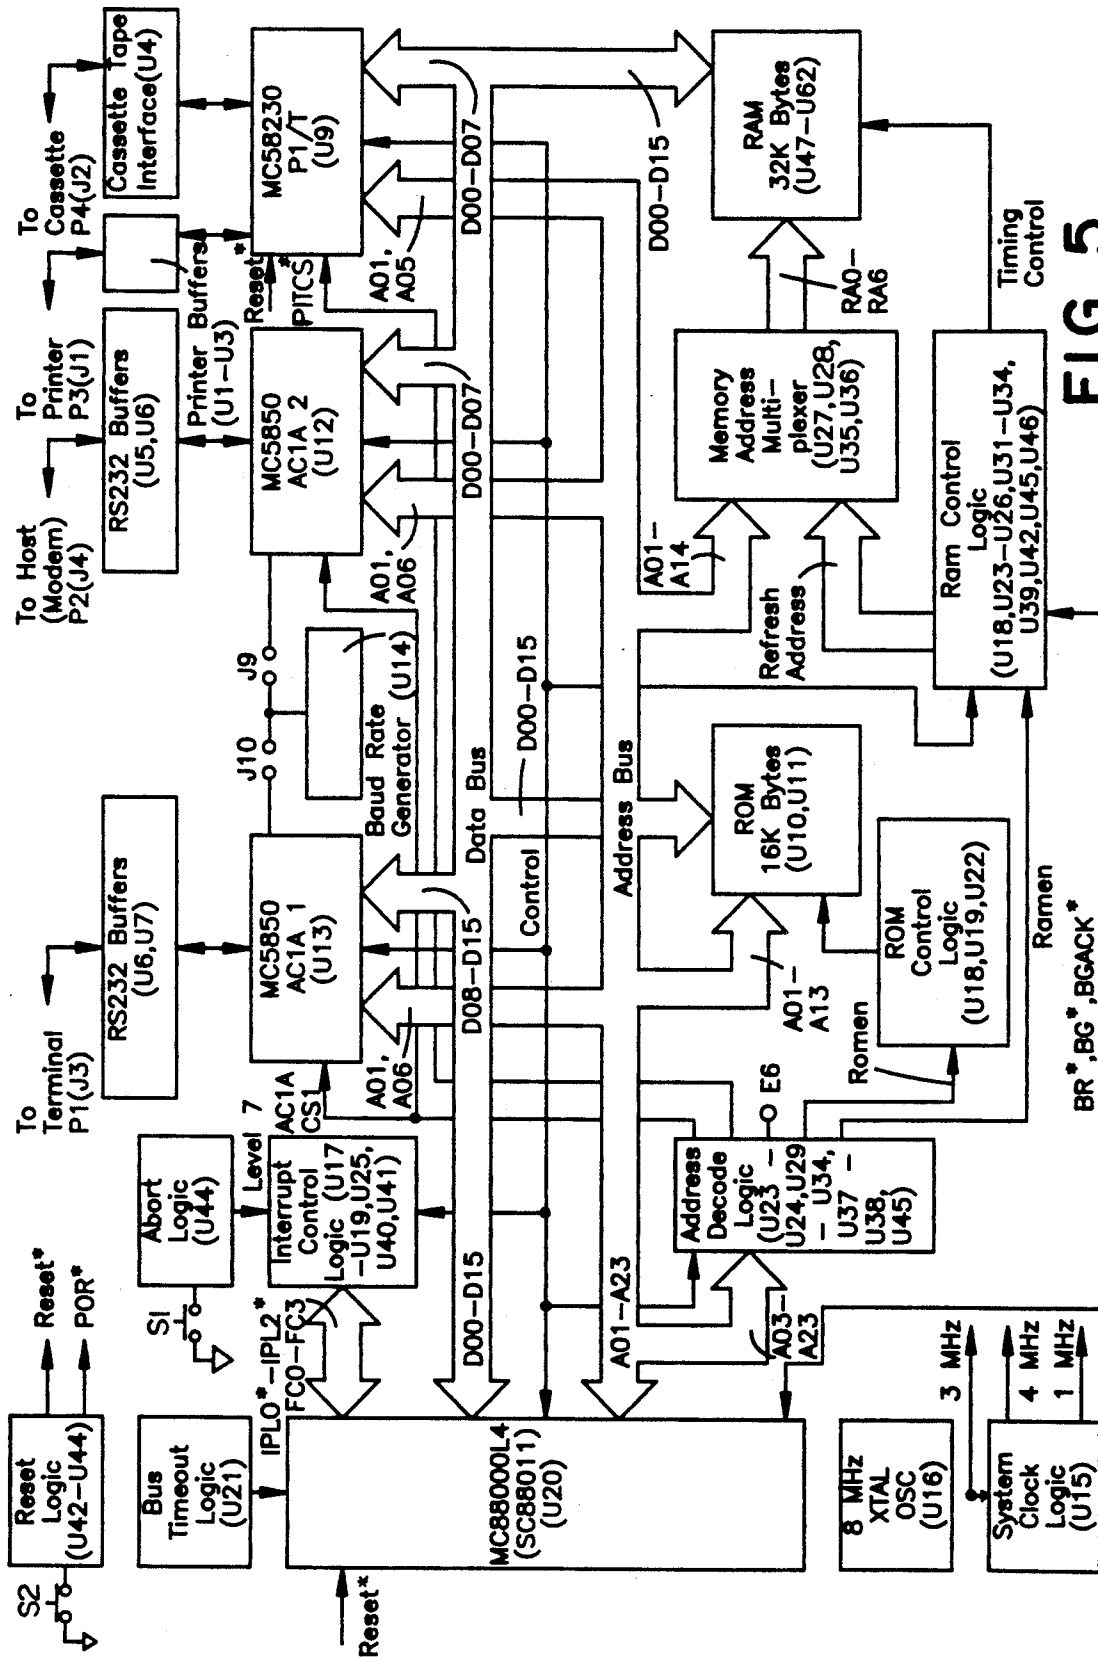 S2
Reset
Logic
(U42-U44)
Reset*
POR*
To
Terminal
P1(J3)
To Host
(Modem)
P2(J4)
To
Printer
P3(J1)
To
Cassette
P4(J2)
Bus
Timeout
Logic
(U21)
S1
Abort
Logic
(U44)
RS232 Buffers
(U6,U7)
RS232 Buffers
(U5,U6)
Printer Buffers
(U1-U3)
Cassette Tape
Interface(U4)
Level 7
IPL0*-IPL2*
FC0-FC3
Interrupt
Control
Logic (U17
-U19,U25,
U40,U41)
AC1A
CS1
MC5850
AC1A 1
(U13)
J10
J9
Baud Rate
Generator (U14)
MC5850
AC1A 2
(U12)
Reset*
PITCS*
MC58230
P1/T
(U9)
A01,
A06
A01,
A06
A01,
A05
Reset*
MC88000L4
(SC88011)
(U20)
D00-D15
D08-D15
Data Bus
D00-D07
D00-D07
Control
D00-D15
D00-D15
A01-A23
Address Bus
A01-
A14
A03-
A23
Address
Decode
Logic
(U23 -
U24,U29
- U34,
U37 -
U38,
U45)
E6
Romen
A01-
A13
ROM
16K Bytes
(U10,U11)
ROM
Control
Logic
(U18,U19,U22)
Refresh
Address
Memory
Address
Multi-
plexer
(U27,U28,
U35,U36)
RA0-
RA6
RAM
32K Bytes
(U47-U62)
8 MHz
XTAL
OSC
(U16)
System
Clock
Logic
(U15)
3 MHz
4 MHz
1 MHz
Ramen
BR*,BG*,BGACK*
Ram Control
Logic
(U18,U23-U26,U31-U34,
U39,U42,U45,U46)
Timing
Control
FIG 5